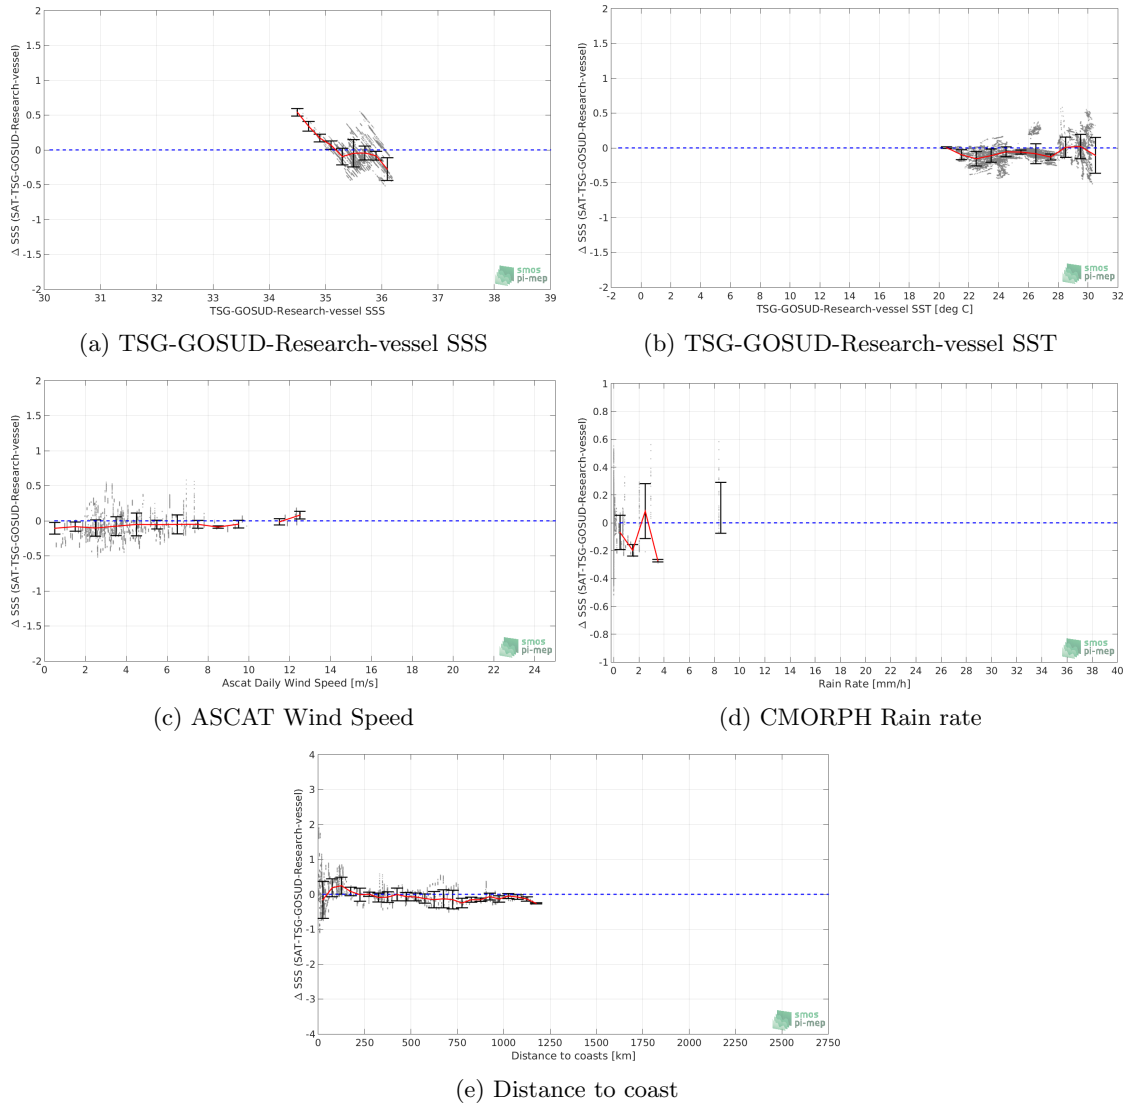 Δ SSS (SAT-TSG-GOSUD-Research-vessel)
2
1.5
1
0.5
0
-0.5
-1
-1.5
-2
30 31 32 33 34 35 36 37 38 39
TSG-GOSUD-Research-vessel SSS
smos
pi-mep
(a) TSG-GOSUD-Research-vessel SSS
Δ SSS (SAT-TSG-GOSUD-Research-vessel)
2
1.5
1
0.5
0
-0.5
-1
-1.5
-2
-2 0 2 4 6 8 10 12 14 16 18 20 22 24 26 28 30 32
TSG-GOSUD-Research-vessel SST [deg C]
smos
pi-mep
(b) TSG-GOSUD-Research-vessel SST
Δ SSS (SAT-TSG-GOSUD-Research-vessel)
2
1.5
1
0.5
0
-0.5
-1
-1.5
-2
0 2 4 6 8 10 12 14 16 18 20 22 24
Ascat Daily Wind Speed [m/s]
smos
pi-mep
(c) ASCAT Wind Speed
Δ SSS (SAT-TSG-GOSUD-Research-vessel)
1
0.8
0.6
0.4
0.2
0
-0.2
-0.4
-0.6
-0.8
-1
0 2 4 6 8 10 12 14 16 18 20 22 24 26 28 30 32 34 36 38 40
Rain Rate [mm/h]
smos
pi-mep
(d) CMORPH Rain rate
Δ SSS (SAT-TSG-GOSUD-Research-vessel)
4
3
2
1
0
-1
-2
-3
-4
0 250 500 750 1000 1250 1500 1750 2000 2250 2500 2750
Distance to coasts [km]
smos
pi-mep
(e) Distance to coast